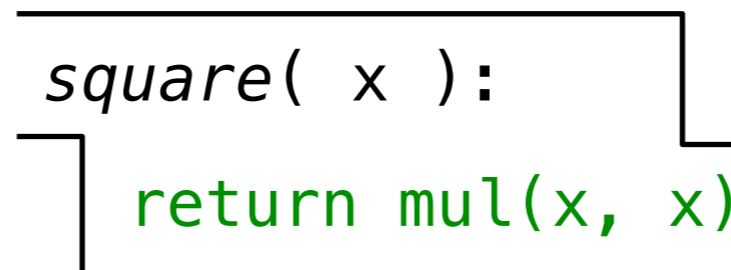 square( x ):
return mul(x, x)